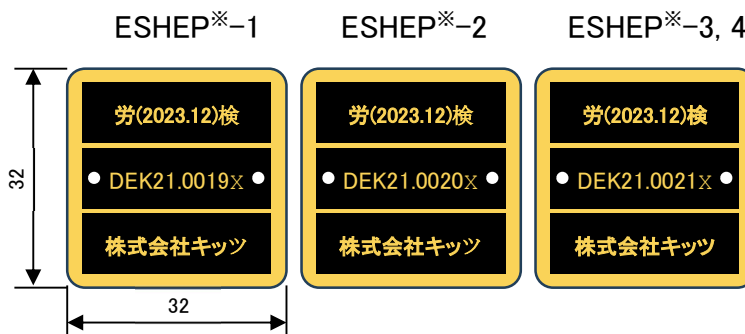 ESHEP※-1
ESHEP※-2
ESHEP※-3, 4
労(2023.12)検
DEK21.0019X
株式会社キッツ
労(2023.12)検
DEK21.0020X
株式会社キッツ
労(2023.12)検
DEK21.0021X
株式会社キッツ
32
32